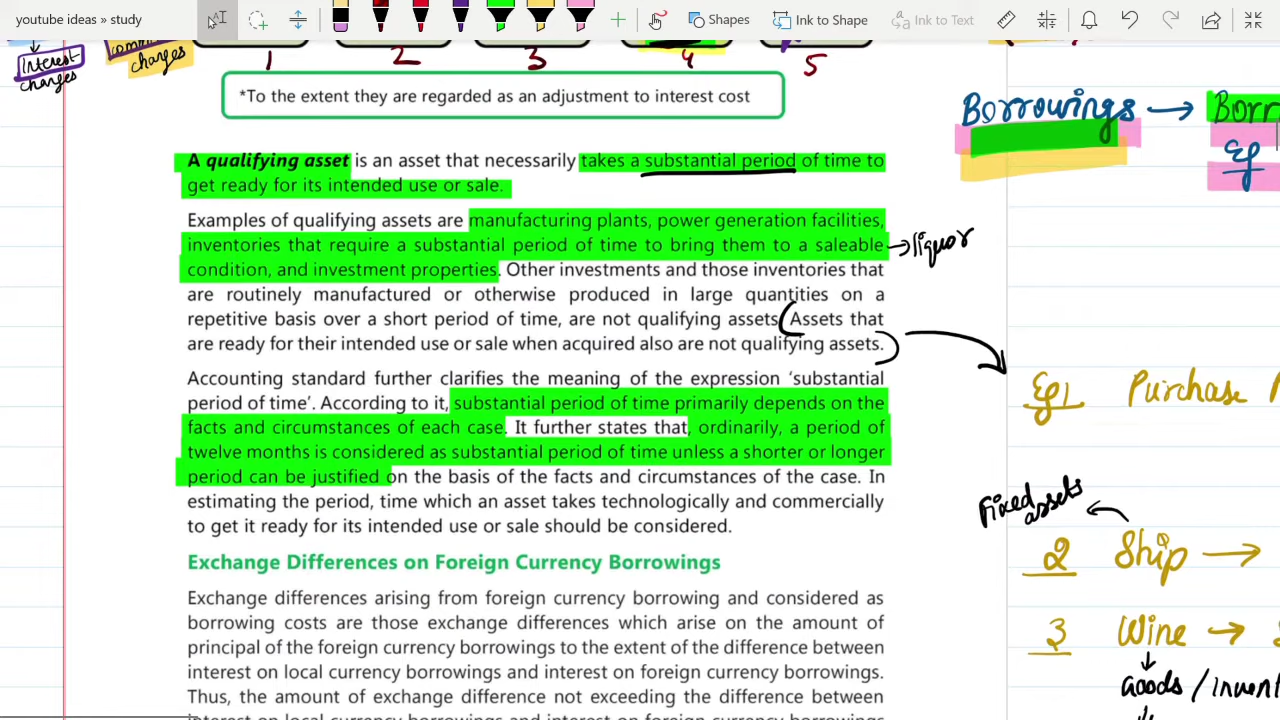 youtube ideas » study
Shapes
Ink to Shape
Ink to Text
Interest
charges
charges
1 2 3 4 5
*To the extent they are regarded as an adjustment to interest cost
Borrowings → Borr
Eg
A qualifying asset is an asset that necessarily takes a substantial period of time to
get ready for its intended use or sale.
Examples of qualifying assets are manufacturing plants, power generation facilities,
inventories that require a substantial period of time to bring them to a saleable
→liquor
condition, and investment properties. Other investments and those inventories that
are routinely manufactured or otherwise produced in large quantities on a
repetitive basis over a short period of time, are not qualifying assets. (Assets that
are ready for their intended use or sale when acquired also are not qualifying assets.)
Eg1 Purchase
Accounting standard further clarifies the meaning of the expression ‘substantial
period of time’. According to it, substantial period of time primarily depends on the
facts and circumstances of each case. It further states that, ordinarily, a period of
twelve months is considered as substantial period of time unless a shorter or longer
period can be justified on the basis of the facts and circumstances of the case. In
estimating the period, time which an asset takes technologically and commercially
to get it ready for its intended use or sale should be considered.
Fixed
assets
2 Ship →
3 Wine →
goods / invent
Exchange Differences on Foreign Currency Borrowings
Exchange differences arising from foreign currency borrowing and considered as
borrowing costs are those exchange differences which arise on the amount of
principal of the foreign currency borrowings to the extent of the difference between
interest on local currency borrowings and interest on foreign currency borrowings.
Thus, the amount of exchange difference not exceeding the difference between
interest on local currency borrowings and interest on foreign currency borrowings